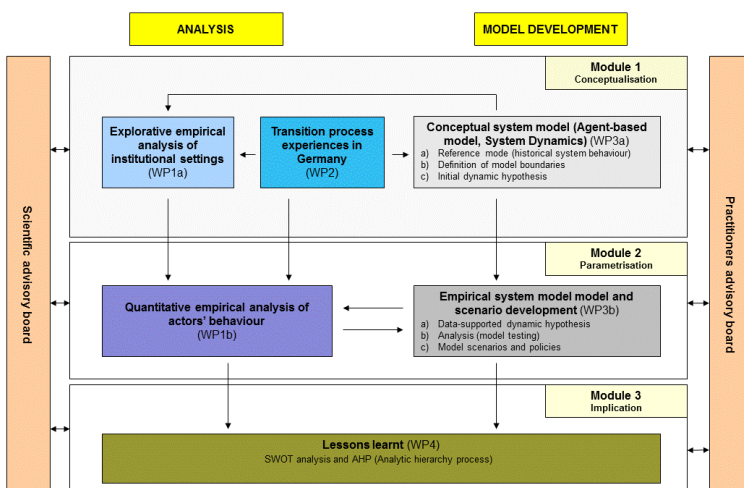 ANALYSIS
MODEL DEVELOPMENT
Module 1
Conceptualisation
Explorative empirical
analysis of
institutional settings
(WP1a)
Transition process
experiences in
Germany
(WP2)
Conceptual system model (Agent-based
model, System Dynamics) (WP3a)
a) Reference mode (historical system behaviour)
b) Definition of model boundaries
c) Initial dynamic hypothesis
Scientific advisory board
Practitioners advisory board
Module 2
Parametrisation
Quantitative empirical analysis of
actors' behaviour
(WP1b)
Empirical system model model and
scenario development (WP3b)
a) Data-supported dynamic hypothesis
b) Analysis (model testing)
c) Model scenarios and policies
Module 3
Implication
Lessons learnt (WP4)
SWOT analysis and AHP (Analytic hierarchy process)